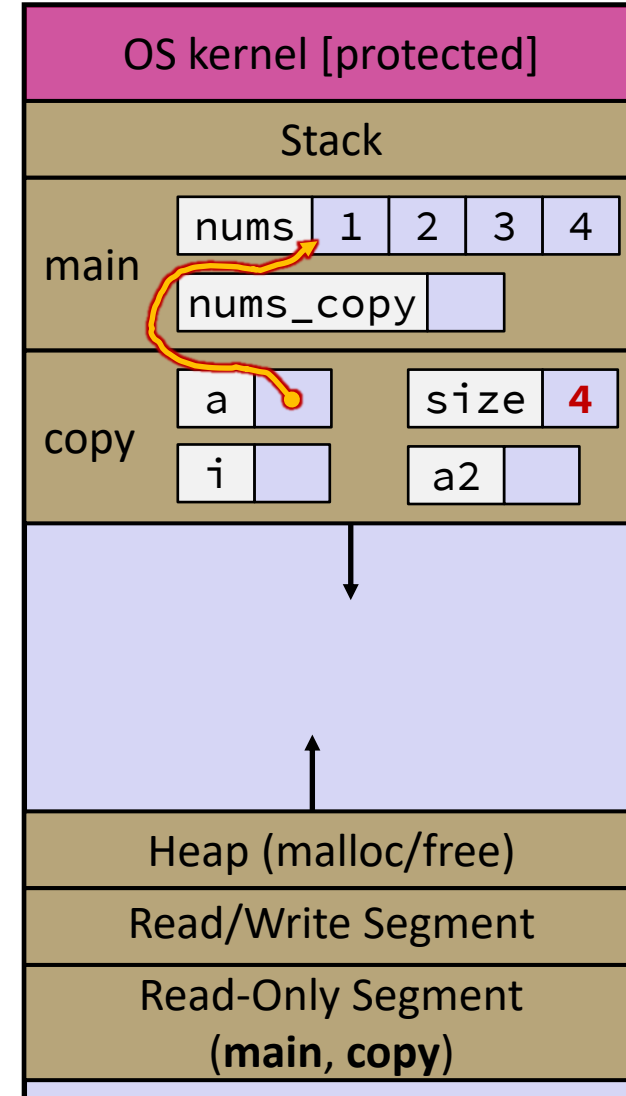 OS kernel [protected]
Stack
main
nums 1 2 3 4
nums_copy
copy
a size 4
i a2
Heap (malloc/free)
Read/Write Segment
Read-Only Segment
(main, copy)